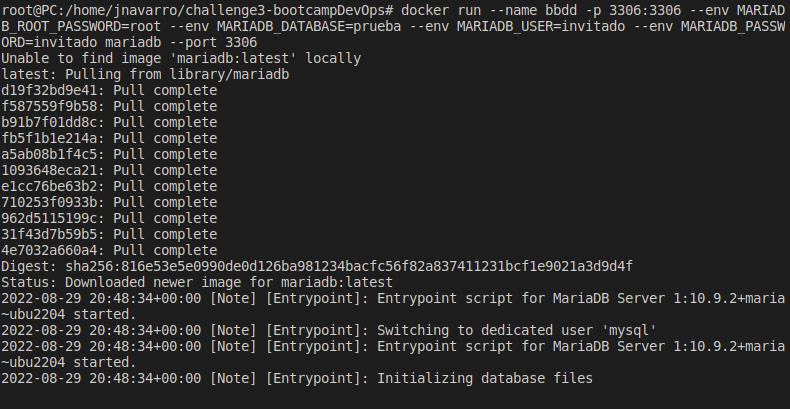 root@PC:/home/jnavarro/challenge3-bootcampDevOps# docker run --name bbdd -p 3306:3306 --env MARIAD
B_ROOT_PASSWORD=root --env MARIADB_DATABASE=prueba --env MARIADB_USER=invitado --env MARIADB_PASSW
ORD=invitado mariadb --port 3306
Unable to find image 'mariadb:latest' locally
latest: Pulling from library/mariadb
d19f32bd9e41: Pull complete
f587559f9b58: Pull complete
b91b7f01dd8c: Pull complete
fb5f1b1e214a: Pull complete
a5ab08b1f4c5: Pull complete
1093648eca21: Pull complete
e1cc76be63b2: Pull complete
710253f0933b: Pull complete
962d5115199c: Pull complete
31f43d7b59b5: Pull complete
4e7032a660a4: Pull complete
Digest: sha256:816e53e5e0990de0d126ba981234bacfc56f82a837411231bcf1e9021a3d9d4f
Status: Downloaded newer image for mariadb:latest
2022-08-29 20:48:34+00:00 [Note] [Entrypoint]: Entrypoint script for MariaDB Server 1:10.9.2+maria
~ubu2204 started.
2022-08-29 20:48:34+00:00 [Note] [Entrypoint]: Switching to dedicated user 'mysql'
2022-08-29 20:48:34+00:00 [Note] [Entrypoint]: Entrypoint script for MariaDB Server 1:10.9.2+maria
~ubu2204 started.
2022-08-29 20:48:34+00:00 [Note] [Entrypoint]: Initializing database files